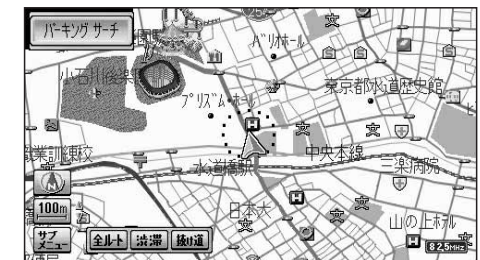 パーキング サーチ
バリオホール
小石川後楽園
東京都水道歴史館
プリズム・ホール
職業訓練校
中央本線
水道橋駅
三楽病院
100m
日本大
山の上ホテル
サブ
メニュー
全ルート
渋滞
抜け道
82.5MHz